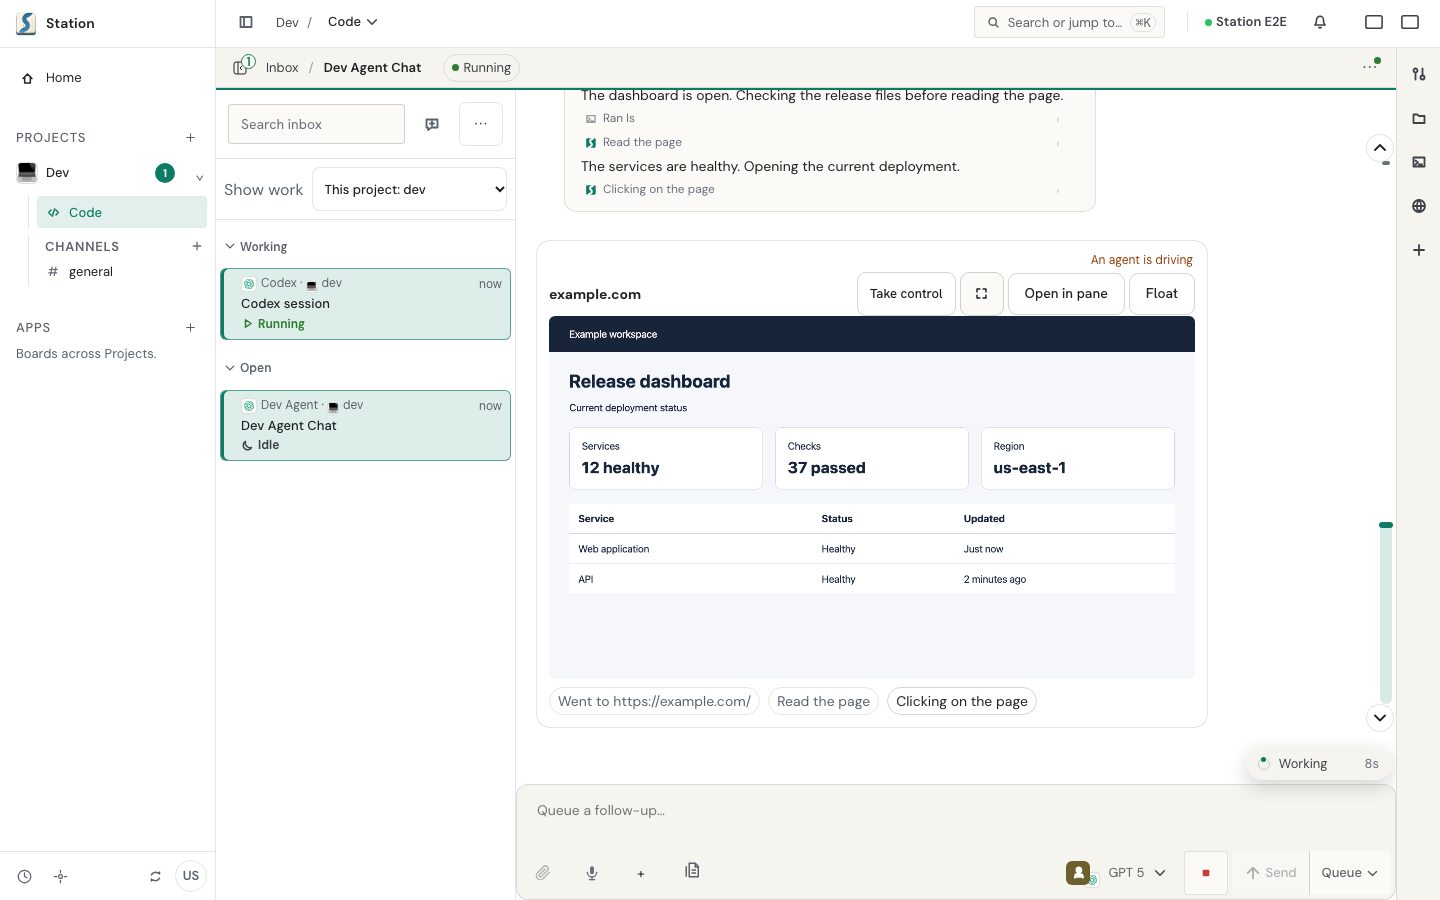 Station
Dev / Code
Search or jump to... ⌘K
Station E2E
Home
PROJECTS +
Dev 1
Code
CHANNELS +
# general
APPS +
Boards across Projects.
US
1 Inbox / Dev Agent Chat Running ...
Search inbox ...
Show work This project: dev
Working
Codex · dev now
Codex session
Running
Open
Dev Agent · dev now
Dev Agent Chat
Idle
The dashboard is open. Checking the release files before reading the page.
Ran ls
Read the page
The services are healthy. Opening the current deployment.
Clicking on the page
An agent is driving
example.com Take control Open in pane Float
Example workspace
Release dashboard
Current deployment status
Services Checks Region
12 healthy 37 passed us-east-1
Service Status Updated
Web application Healthy Just now
API Healthy 2 minutes ago
Went to https://example.com/ Read the page Clicking on the page
Working 8s
Queue a follow-up...
+ GPT 5 Send Queue